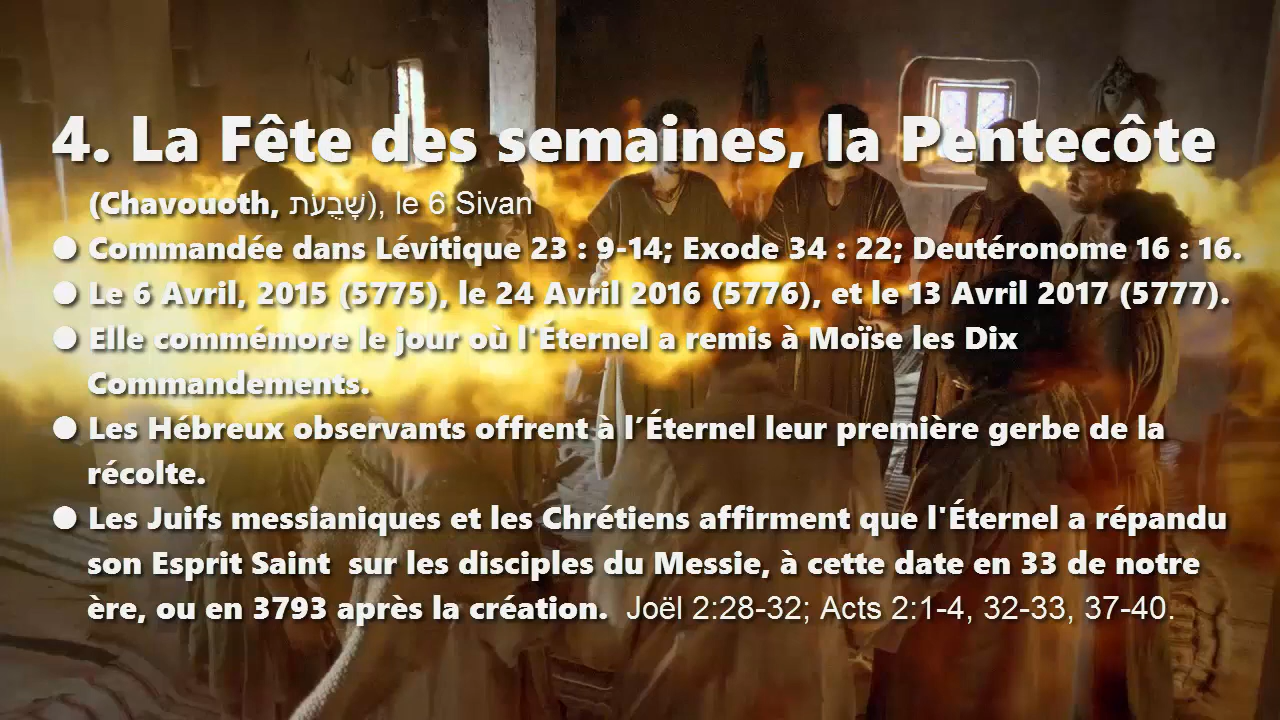 4. La Fête des semaines, la Pentecôte
(Chavouoth, שָׁבֻעֹת), le 6 Sivan
● Commandée dans Lévitique 23 : 9-14; Exode 34 : 22; Deutéronome 16 : 16.
● Le 6 Avril, 2015 (5775), le 24 Avril 2016 (5776), et le 13 Avril 2017 (5777).
● Elle commémore le jour où l'Éternel a remis à Moïse les Dix
Commandements.
● Les Hébreux observants offrent à l′Éternel leur première gerbe de la
récolte.
● Les Juifs messianiques et les Chrétiens affirment que l'Éternel a répandu
son Esprit Saint  sur les disciples du Messie, à cette date en 33 de notre
ère, ou en 3793 après la création.  Joël 2:28-32; Acts 2:1-4, 32-33, 37-40.